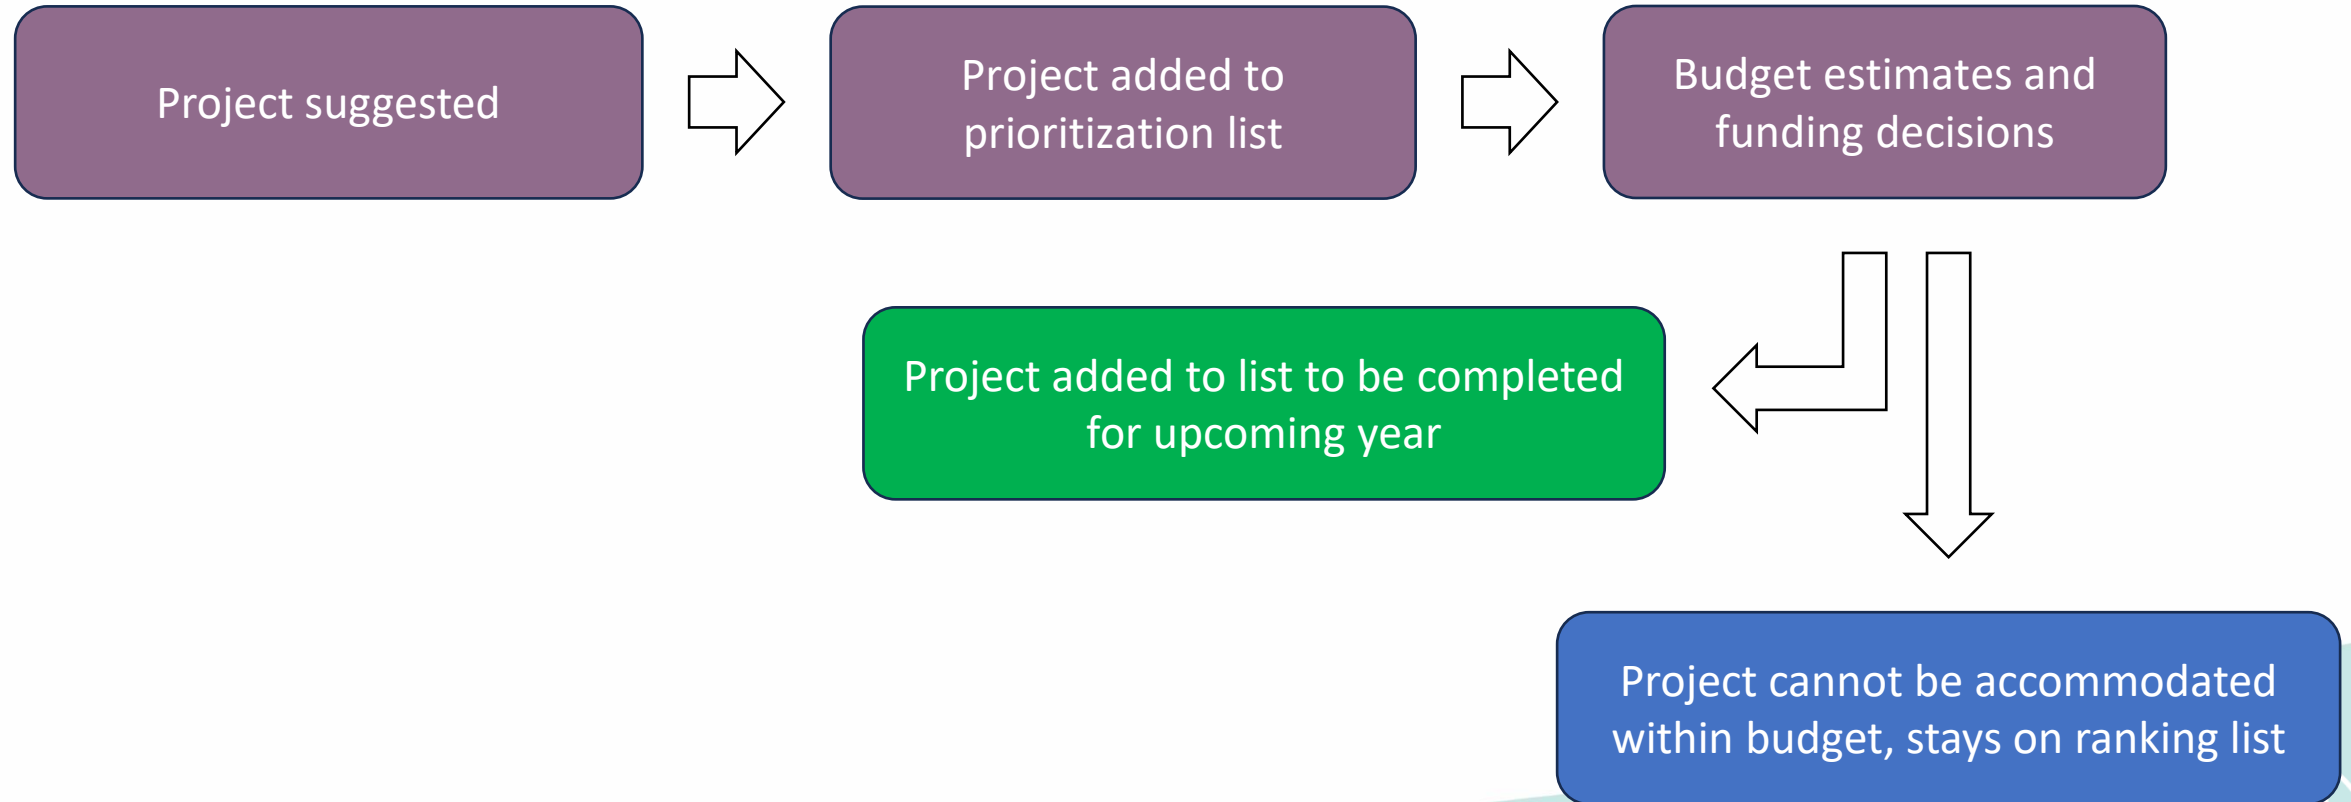 Project suggested
Project added to
prioritization list
Budget estimates and
funding decisions
Project added to list to be completed
for upcoming year
Project cannot be accommodated
within budget, stays on ranking list